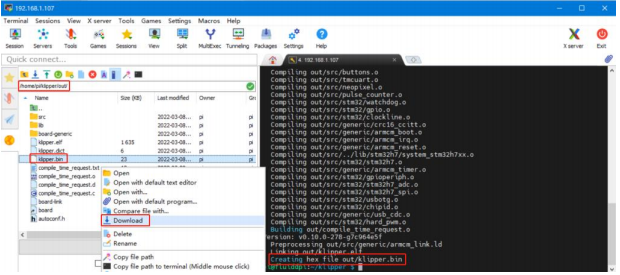 192.168.1.107
Terminal Sessions View X server Tools Games Settings Macros Help
Session Servers Tools Games Sessions View Split MultiExec Tunneling Packages Settings Help X server Exit
Quick connect...
4. 192.168.1.107
/home/pi/klipper/out/
Name Size (KB) Last modified Owner
..
src 2022-03-08... pi
lib 2022-03-08... pi
board-generic 2022-03-08... pi
klipper.elf 1 635 2022-03-08... pi
klipper.dict 6 2022-03-08... pi
klipper.bin 23 2022-03-08... pi
compile_time_request.txt
compile_time_request.o
compile_time_request.d
compile_time_request.c
board-link
board
autoconf.h
Open
Open with default text editor
Open with...
Open with default program...
Compare file with...
Download
Delete
Rename
Copy file path
Copy file path to terminal (Middle mouse click)
Compiling out/src/buttons.o
Compiling out/src/tmcuart.o
Compiling out/src/neopixel.o
Compiling out/src/pulse_counter.o
Compiling out/src/stm32/watchdog.o
Compiling out/src/stm32/gpio.o
Compiling out/src/stm32/clockline.o
Compiling out/src/generic/crc16_ccitt.o
Compiling out/src/generic/armcm_boot.o
Compiling out/src/generic/armcm_irq.o
Compiling out/src/generic/armcm_reset.o
Compiling out/src/../lib/stm32h7/system_stm32h7xx.o
Compiling out/src/stm32/stm32h7.o
Compiling out/src/generic/armcm_timer.o
Compiling out/src/stm32/gpioperiph.o
Compiling out/src/stm32/stm32h7_adc.o
Compiling out/src/stm32/stm32h7_spi.o
Compiling out/src/stm32/usbotg.o
Compiling out/src/stm32/chipid.o
Compiling out/src/generic/usb_cdc.o
Compiling out/src/stm32/hard_pwm.o
Building out/compile_time_request.o
ersion: v0.10.0-278-g7c964e5f
Preprocessing out/src/generic/armcm_link.ld
Linking out/klipper.elf
Creating hex file out/klipper.bin
@fluiddpi:~/klipper $